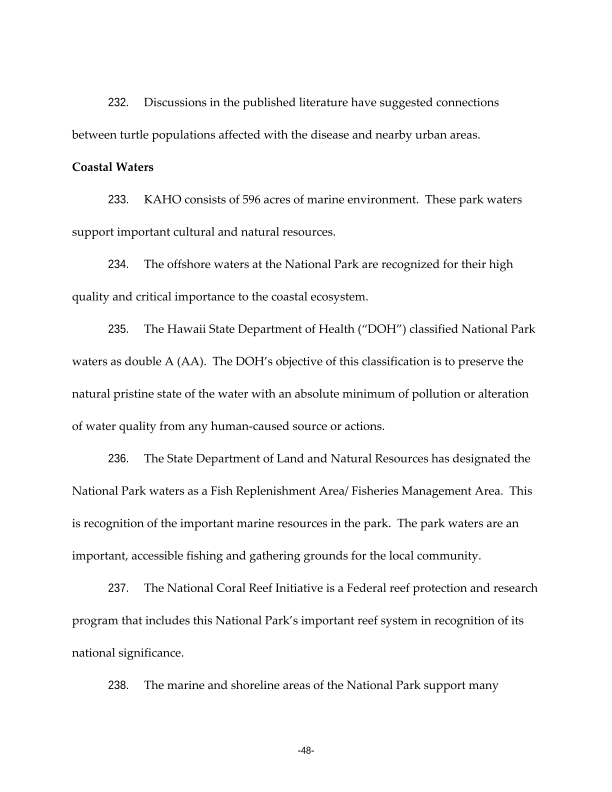 232. Discussions in the published literature have suggested connections
between turtle populations affected with the disease and nearby urban areas.
Coastal Waters
233. KAHO consists of 596 acres of marine environment. These park waters
support important cultural and natural resources.
234. The offshore waters at the National Park are recognized for their high
quality and critical importance to the coastal ecosystem.
235. The Hawaii State Department of Health (“DOH”) classified National Park
waters as double A (AA). The DOH’s objective of this classification is to preserve the
natural pristine state of the water with an absolute minimum of pollution or alteration
of water quality from any human-caused source or actions.
236. The State Department of Land and Natural Resources has designated the
National Park waters as a Fish Replenishment Area/ Fisheries Management Area. This
is recognition of the important marine resources in the park. The park waters are an
important, accessible fishing and gathering grounds for the local community.
237. The National Coral Reef Initiative is a Federal reef protection and research
program that includes this National Park’s important reef system in recognition of its
national significance.
238. The marine and shoreline areas of the National Park support many
-48-